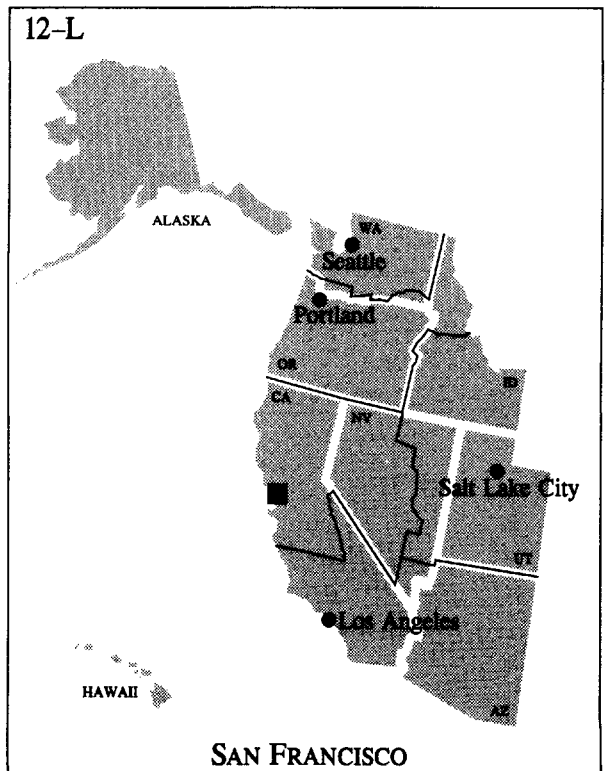 12–L
ALASKA
WA
Seattle
Portland
OR
ID
CA
NV
Salt Lake City
UT
Los Angeles
HAWAII
AZ
SAN FRANCISCO